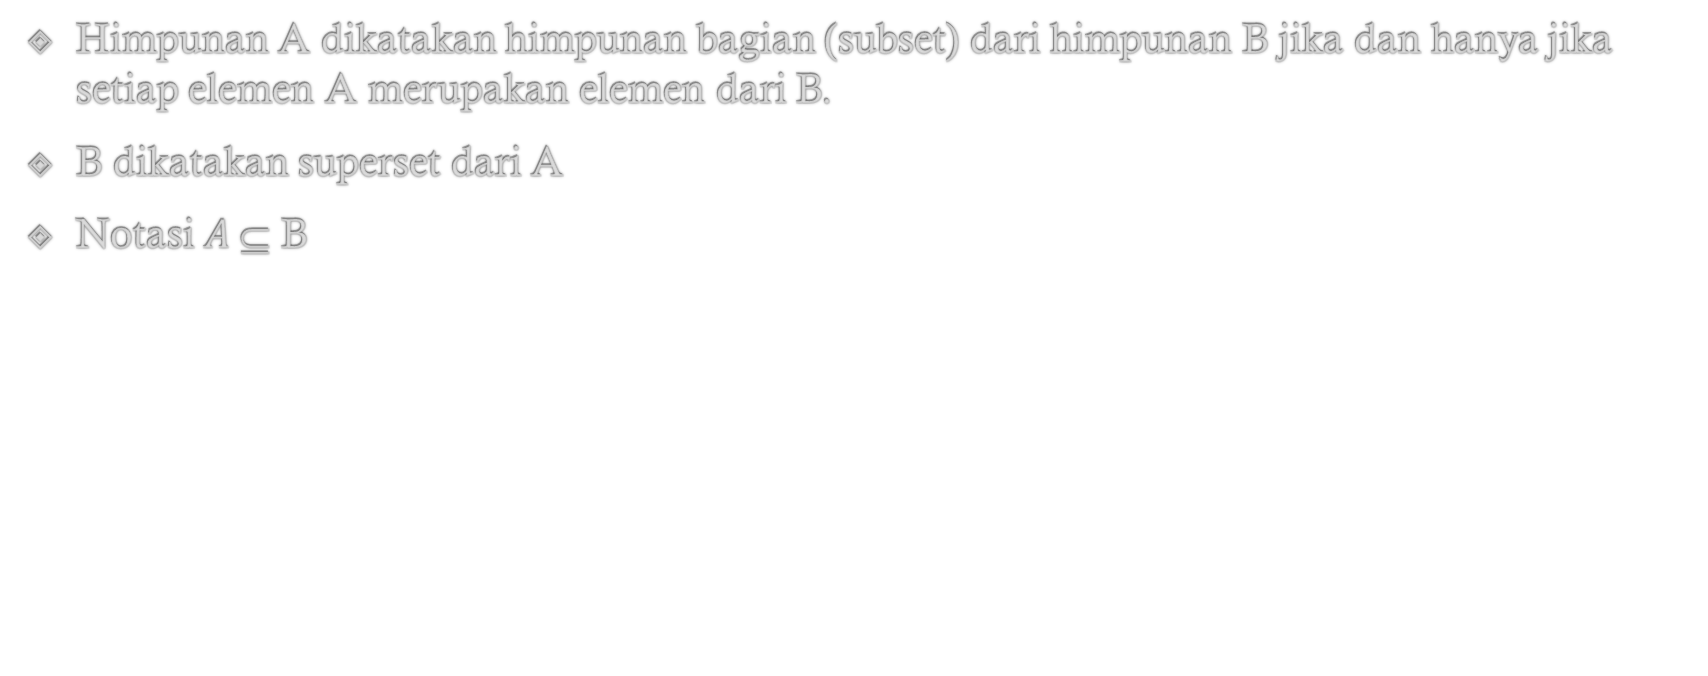 ❖ Himpunan A dikatakan himpunan bagian (subset) dari himpunan B jika dan hanya jika
setiap elemen A merupakan elemen dari B.
❖ B dikatakan superset dari A
❖ Notasi A ⊆ B